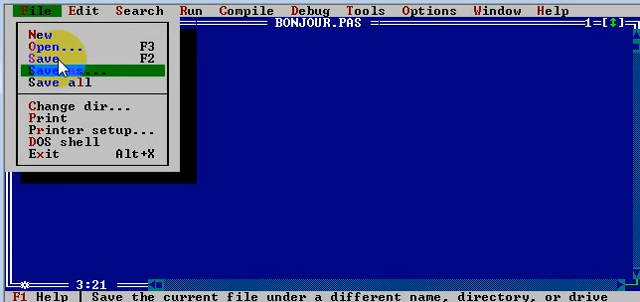 File Edit Search Run Compile Debug Tools Options Window Help
BONJOUR.PAS 1=[↕]
New
Open... F3
Save F2
Save as...
Save all
Change dir...
Print
Printer setup...
DOS shell
Exit Alt+X
3:21
F1 Help | Save the current file under a different name, directory, or drive